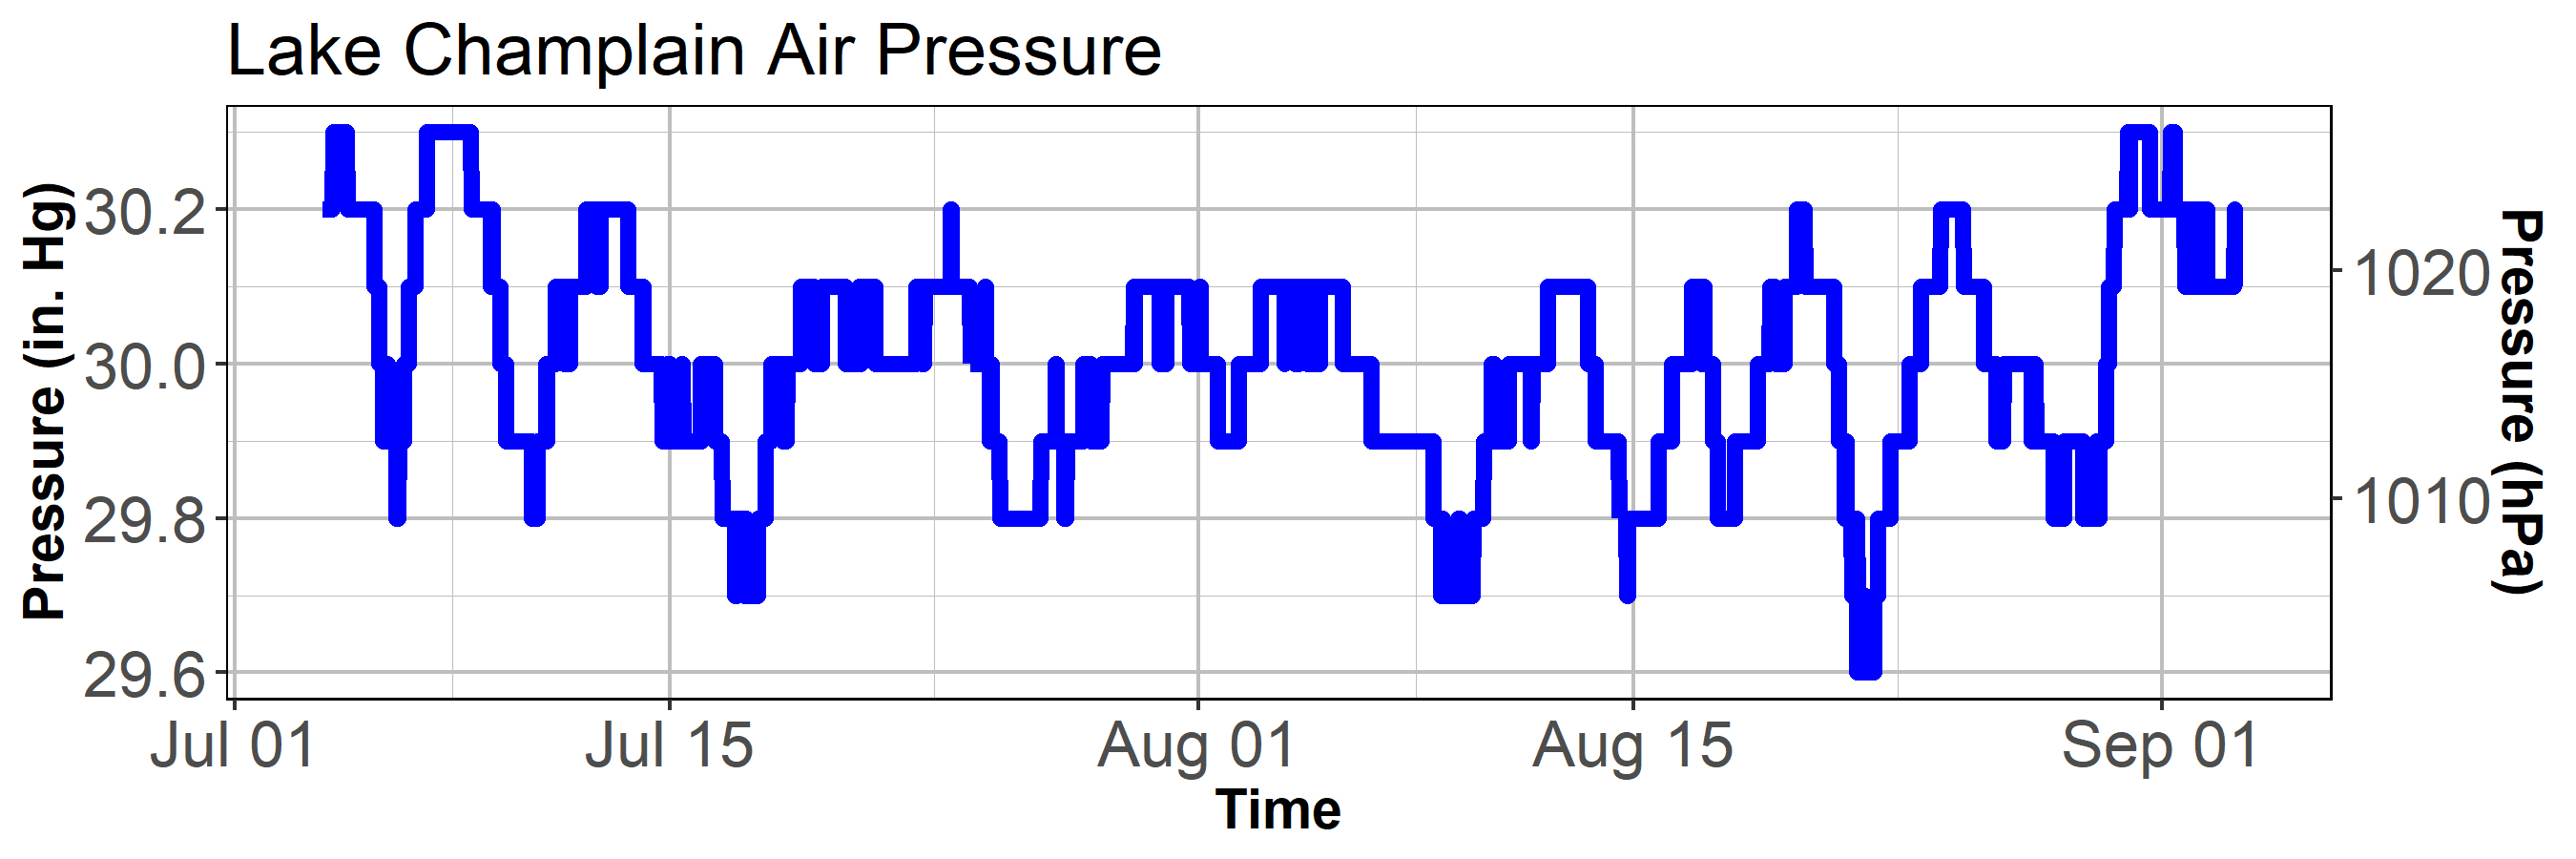 Lake Champlain Air Pressure
Pressure (in. Hg)
30.2
30.0
29.8
29.6
1020
1010
Pressure (hPa)
Jul 01
Jul 15
Aug 01
Aug 15
Sep 01
Time